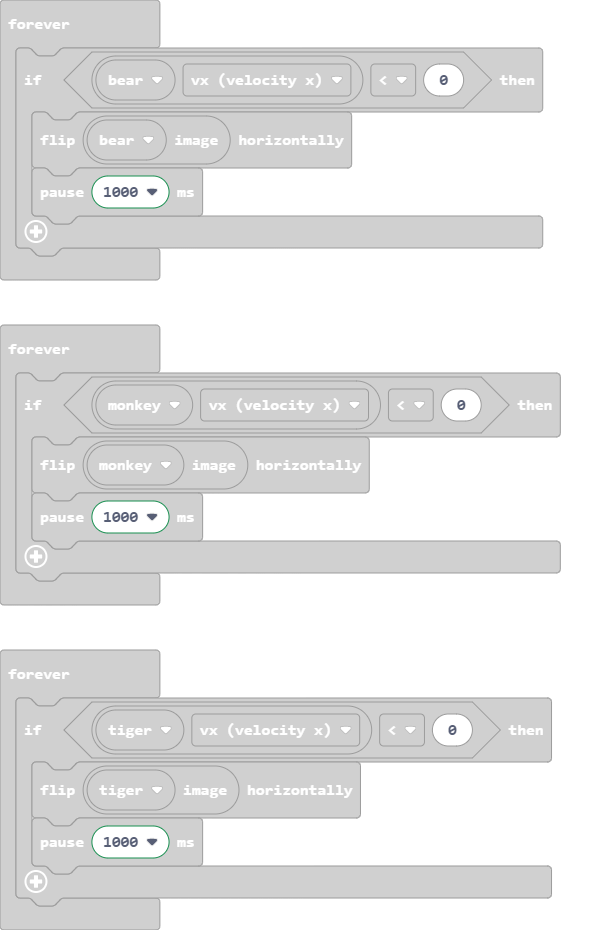 forever
if bear vx (velocity x) < 0 then
flip bear image horizontally
pause 1000 ms
forever
if monkey vx (velocity x) < 0 then
flip monkey image horizontally
pause 1000 ms
forever
if tiger vx (velocity x) < 0 then
flip tiger image horizontally
pause 1000 ms